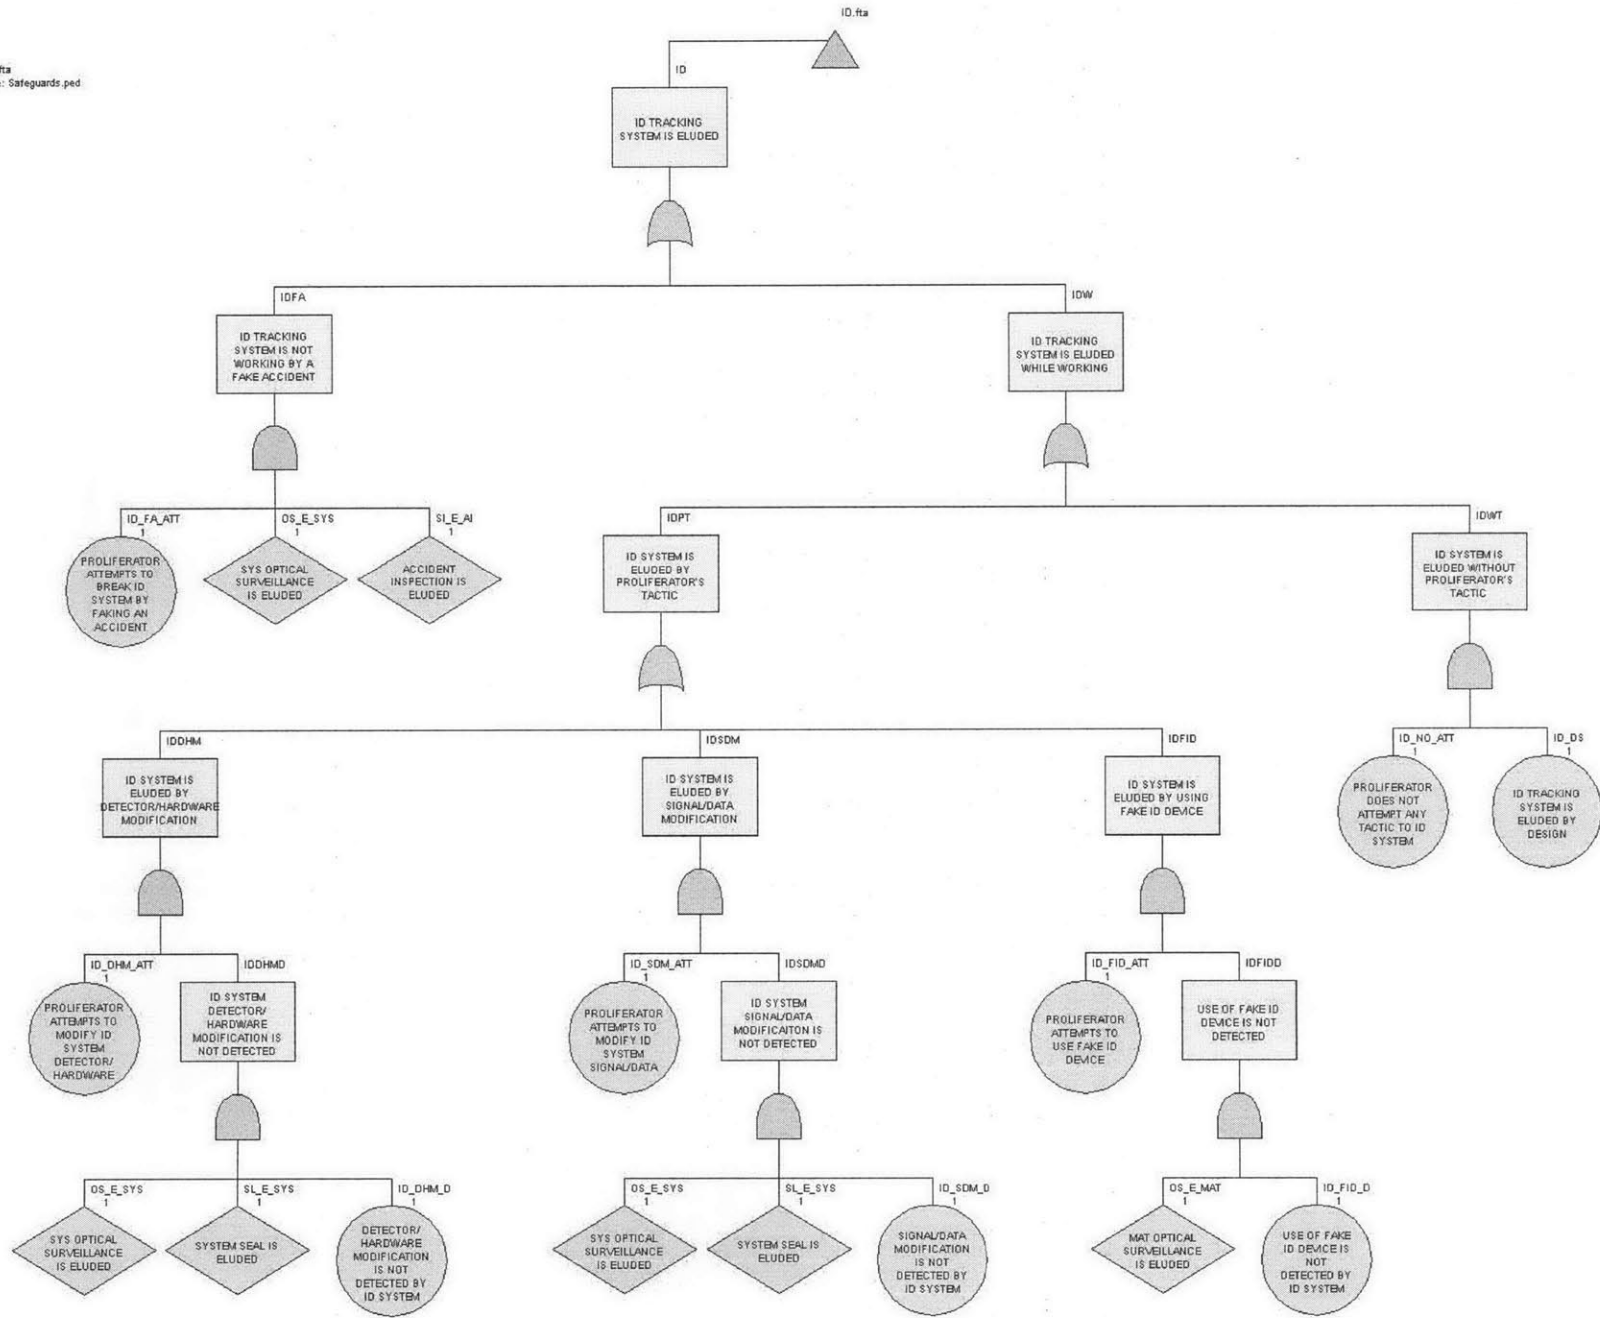 ID.fta
fta
: Safeguards.ped
ID
ID TRACKING
SYSTEM IS ELUDED
IDFA
ID TRACKING
SYSTEM IS NOT
WORKING BY A
FAKE ACCIDENT
IDW
ID TRACKING
SYSTEM IS ELUDED
WHILE WORKING
ID_FA_ATT
1
PROLIFERATOR
ATTEMPTS TO
BREAK ID
SYSTEM BY
FAKING AN
ACCIDENT
OS_E_SYS
1
SYS OPTICAL
SURVEILLANCE
IS ELUDED
SI_E_AI
1
ACCIDENT
INSPECTION IS
ELUDED
IDPT
ID SYSTEM IS
ELUDED BY
PROLIFERATOR'S
TACTIC
IDWT
ID SYSTEM IS
ELUDED WITHOUT
PROLIFERATOR'S
TACTIC
IDDHM
ID SYSTEM IS
ELUDED BY
DETECTOR/HARDWARE
MODIFICATION
IDSDM
ID SYSTEM IS
ELUDED BY
SIGNAL/DATA
MODIFICATION
IDFID
ID SYSTEM IS
ELUDED BY USING
FAKE ID DEVICE
ID_NO_ATT
1
PROLIFERATOR
DOES NOT
ATTEMPT ANY
TACTIC TO ID
SYSTEM
ID_DS
1
ID TRACKING
SYSTEM IS
ELUDED BY
DESIGN
ID_DHM_ATT
1
PROLIFERATOR
ATTEMPTS TO
MODIFY ID
SYSTEM
DETECTOR/
HARDWARE
IDDHMD
ID SYSTEM
DETECTOR/
HARDWARE
MODIFICATION IS
NOT DETECTED
ID_SDM_ATT
1
PROLIFERATOR
ATTEMPTS TO
MODIFY ID
SYSTEM
SIGNAL/DATA
IDSDMD
ID SYSTEM
SIGNAL/DATA
MODIFICAITON IS
NOT DETECTED
ID_FID_ATT
1
PROLIFERATOR
ATTEMPTS TO
USE FAKE ID
DEVICE
IDFIDD
USE OF FAKE ID
DEVICE IS NOT
DETECTED
OS_E_SYS
1
SYS OPTICAL
SURVEILLANCE
IS ELUDED
SL_E_SYS
1
SYSTEM SEAL IS
ELUDED
ID_DHM_D
1
DETECTOR/
HARDWARE
MODIFICATION
IS NOT
DETECTED BY
ID SYSTEM
OS_E_SYS
1
SYS OPTICAL
SURVEILLANCE
IS ELUDED
SL_E_SYS
1
SYSTEM SEAL IS
ELUDED
ID_SDM_D
1
SIGNAL/DATA
MODIFICATION
IS NOT
DETECTED BY
ID SYSTEM
OS_E_MAT
1
MAT OPTICAL
SURVEILLANCE
IS ELUDED
ID_FID_D
1
USE OF FAKE
ID DEVICE IS
NOT
DETECTED BY
ID SYSTEM